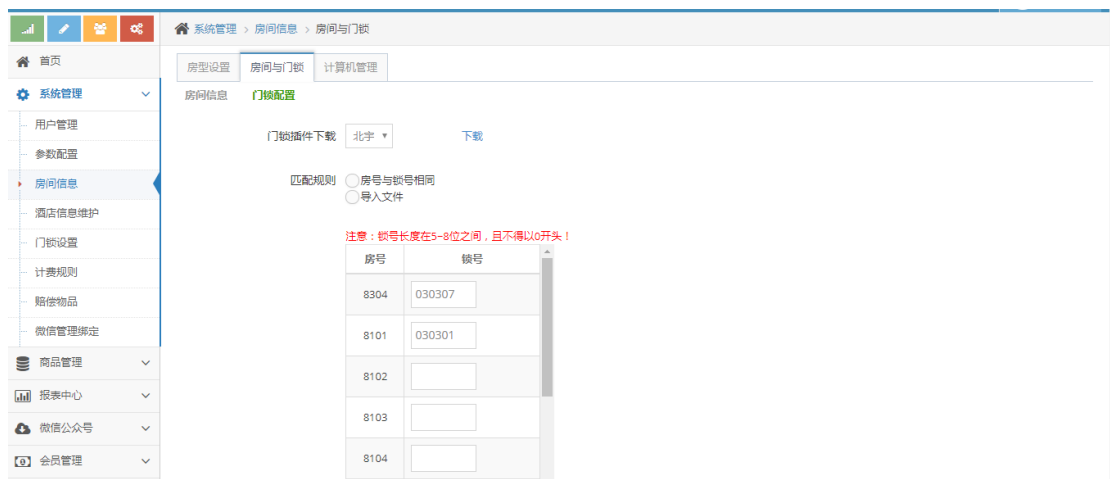 系统管理 > 房间信息 > 房间与门锁
首页
系统管理
用户管理
参数配置
房间信息
酒店信息维护
门锁设置
计费规则
赔偿物品
微信管理绑定
商品管理
报表中心
微信公众号
会员管理
房型设置 房间与门锁 计算机管理
房间信息 门锁配置
门锁插件下载 北宇 下载
匹配规则 房号与锁号相同
导入文件
注意：锁号长度在5-8位之间，且不得以0开头！
房号 锁号
8304 030307
8101 030301
8102
8103
8104